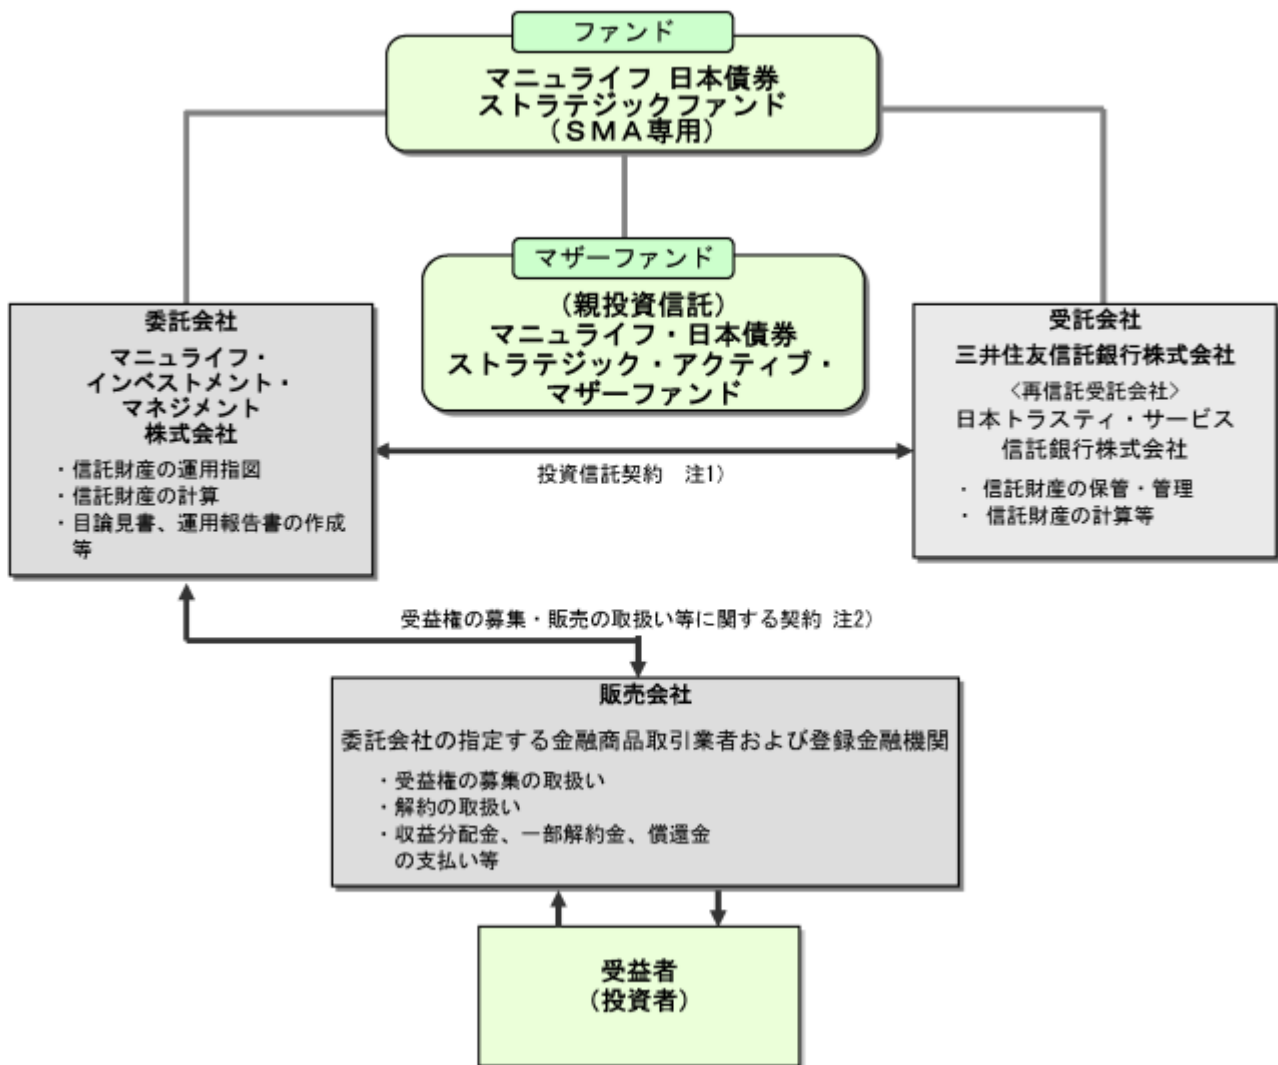 ファンド
マニュライフ 日本債券
ストラテジックファンド
（ＳＭＡ専用）
マザーファンド
（親投資信託）
マニュライフ・日本債券
ストラテジック・アクティブ・
マザーファンド
委託会社
マニュライフ・
インベストメント・
マネジメント
株式会社
・信託財産の運用指図
・信託財産の計算
・目論見書、運用報告書の作成
等
投資信託契約　注1）
受託会社
三井住友信託銀行株式会社
<再信託受託会社>
日本トラスティ・サービス
信託銀行株式会社
・ 信託財産の保管・管理
・ 信託財産の計算等
受益権の募集・販売の取扱い等に関する契約 注2）
販売会社
委託会社の指定する金融商品取引業者および登録金融機関
・受益権の募集の取扱い
・解約の取扱い
・収益分配金、一部解約金、償還金
の支払い等
受益者
（投資者）